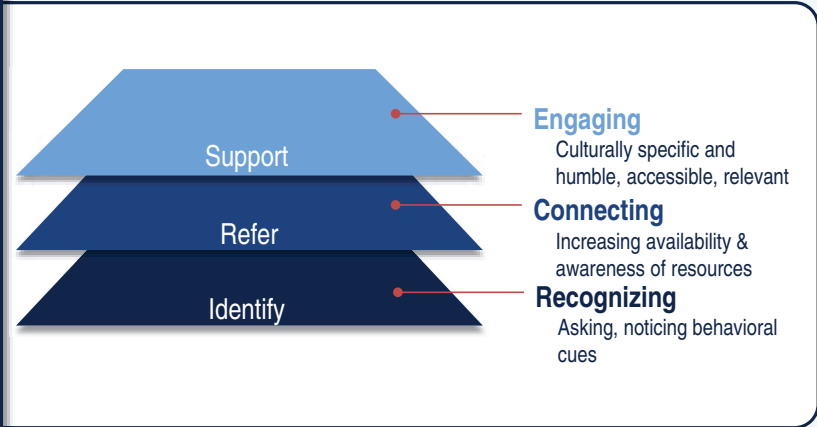 Support
Engaging
Culturally specific and
humble, accessible, relevant
Refer
Connecting
Increasing availability &
awareness of resources
Identify
Recognizing
Asking, noticing behavioral
cues